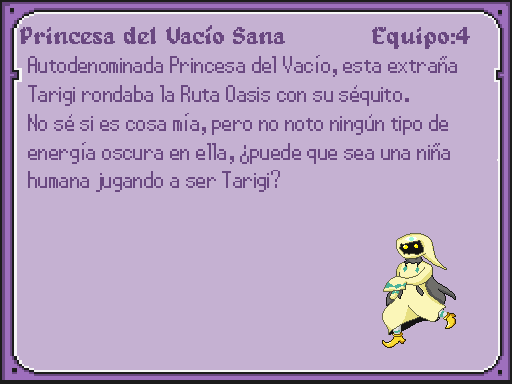 Princesa del Vacío Sana Equipo:4
Autodenominada Princesa del Vacío, esta extraña
Tarigi rondaba la Ruta Oasis con su séquito.
No sé si es cosa mía, pero no noto ningún tipo de
energía oscura en ella, ¿puede que sea una niña
humana jugando a ser Tarigi?